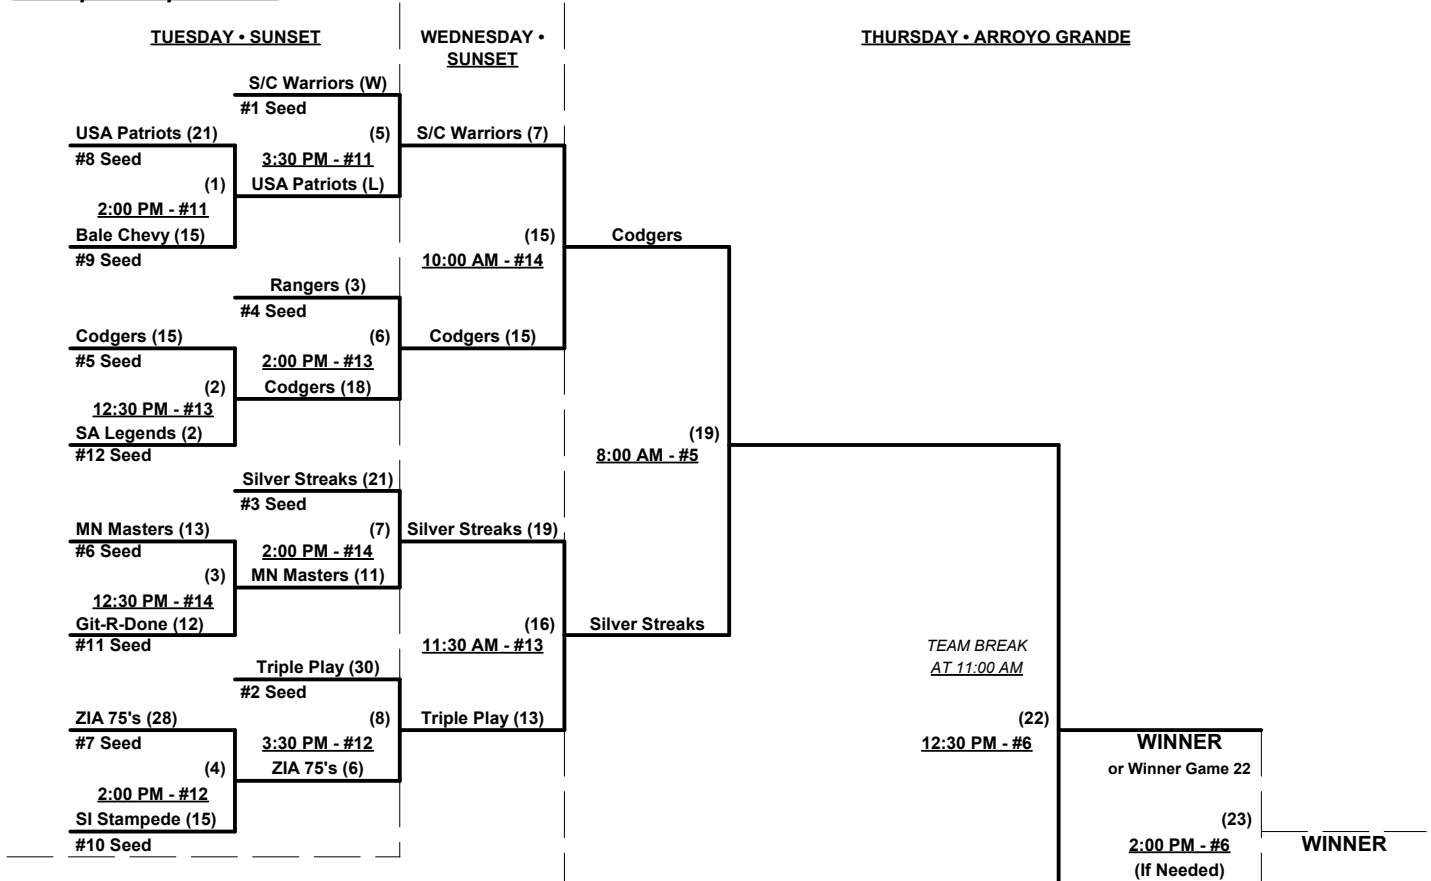 TUESDAY • SUNSET
WEDNESDAY •
SUNSET
THURSDAY • ARROYO GRANDE
S/C Warriors (W)
#1 Seed
USA Patriots (21)
(5)
S/C Warriors (7)
#8 Seed
3:30 PM - #11
(1)
USA Patriots (L)
2:00 PM - #11
Bale Chevy (15)
(15)
Codgers
#9 Seed
10:00 AM - #14
Rangers (3)
#4 Seed
Codgers (15)
(6)
Codgers (15)
#5 Seed
2:00 PM - #13
(2)
Codgers (18)
12:30 PM - #13
SA Legends (2)
(19)
#12 Seed
8:00 AM - #5
Silver Streaks (21)
#3 Seed
MN Masters (13)
(7)
Silver Streaks (19)
#6 Seed
2:00 PM - #14
(3)
MN Masters (11)
12:30 PM - #14
Git-R-Done (12)
(16)
Silver Streaks
#11 Seed
11:30 AM - #13
TEAM BREAK
AT 11:00 AM
Triple Play (30)
#2 Seed
ZIA 75's (28)
(8)
Triple Play (13)
(22)
#7 Seed
3:30 PM - #12
12:30 PM - #6
WINNER
(4)
ZIA 75's (6)
or Winner Game 22
2:00 PM - #12
SI Stampede (15)
(23)
#10 Seed
2:00 PM - #6
WINNER
(If Needed)